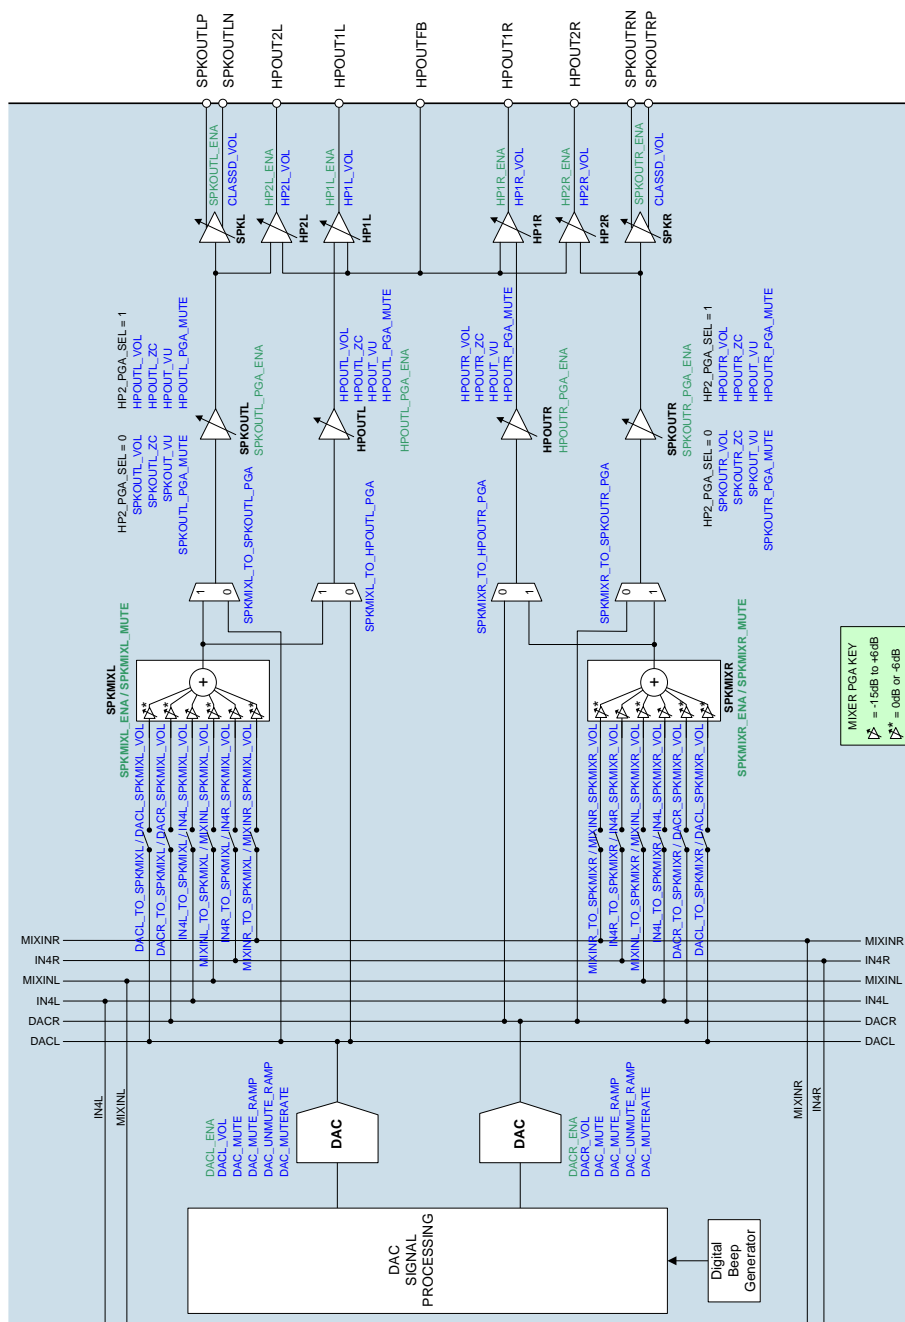 SPKOUTLP
SPKOUTLN
HPOUT2L
HPOUT1L
HPOUTFB
HPOUT1R
HPOUT2R
SPKOUTRN
SPKOUTRP
SPKOUTL_ENA
CLASSD_VOL
HP2L_ENA
HP2L_VOL
HP1L_ENA
HP1L_VOL
HP1R_ENA
HP1R_VOL
HP2R_ENA
HP2R_VOL
SPKOUTR_ENA
CLASSD_VOL
SPKL
HP2L
HP1L
HP1R
HP2R
SPKR
HP2_PGA_SEL = 1
HPOUTL_VOL
HPOUTL_ZC
HPOUT_VU
HPOUTL_PGA_MUTE
HP2_PGA_SEL = 0
SPKOUTL_VOL
SPKOUTL_ZC
SPKOUT_VU
SPKOUTL_PGA_MUTE
SPKOUTL
SPKOUTL_PGA_ENA
HPOUTL_VOL
HPOUTL_ZC
HPOUT_VU
HPOUTL_PGA_MUTE
HPOUTL
HPOUTL_PGA_ENA
HPOUTR_VOL
HPOUTR_ZC
HPOUT_VU
HPOUTR_PGA_MUTE
HPOUTR
HPOUTR_PGA_ENA
SPKOUTR
SPKOUTR_PGA_ENA
HP2_PGA_SEL = 1
HPOUTR_VOL
HPOUTR_ZC
HPOUT_VU
HPOUTR_PGA_MUTE
HP2_PGA_SEL = 0
SPKOUTR_VOL
SPKOUTR_ZC
SPKOUT_VU
SPKOUTR_PGA_MUTE
SPKMIXL_TO_SPKOUTL_PGA
SPKMIXL_TO_HPOUTL_PGA
SPKMIXR_TO_HPOUTR_PGA
SPKMIXR_TO_SPKOUTR_PGA
1 0
1 0
0 1
0 1
SPKMIXL
SPKMIXL_ENA / SPKMIXL_MUTE
+
* * *
SPKMIXR
SPKMIXR_ENA / SPKMIXR_MUTE
+
* * *
MIXER PGA KEY
= -15dB to +6dB
* = 0dB or -6dB
DACL_TO_SPKMIXL / DACL_SPKMIXL_VOL
DACR_TO_SPKMIXL / DACR_SPKMIXL_VOL
IN4L_TO_SPKMIXL / IN4L_SPKMIXL_VOL
MIXINL_TO_SPKMIXL / MIXINL_SPKMIXL_VOL
IN4R_TO_SPKMIXL / IN4R_SPKMIXL_VOL
MIXINR_TO_SPKMIXL / MIXINR_SPKMIXL_VOL
MIXINR_TO_SPKMIXR / MIXINR_SPKMIXR_VOL
IN4R_TO_SPKMIXR / IN4R_SPKMIXR_VOL
MIXINL_TO_SPKMIXR / MIXINL_SPKMIXR_VOL
IN4L_TO_SPKMIXR / IN4L_SPKMIXR_VOL
DACR_TO_SPKMIXR / DACR_SPKMIXR_VOL
DACL_TO_SPKMIXR / DACL_SPKMIXR_VOL
MIXINR
IN4R
MIXINL
IN4L
DACR
DACL
MIXINR
IN4R
MIXINL
IN4L
DACR
DACL
IN4L
MIXINL
MIXINR
IN4R
DACL_ENA
DACL_VOL
DAC_MUTE
DAC_MUTE_RAMP
DAC_UNMUTE_RAMP
DAC_MUTERATE
DAC
DAC
DACR_ENA
DACR_VOL
DAC_MUTE
DAC_MUTE_RAMP
DAC_UNMUTE_RAMP
DAC_MUTERATE
DAC
SIGNAL
PROCESSING
Digital
Beep
Generator